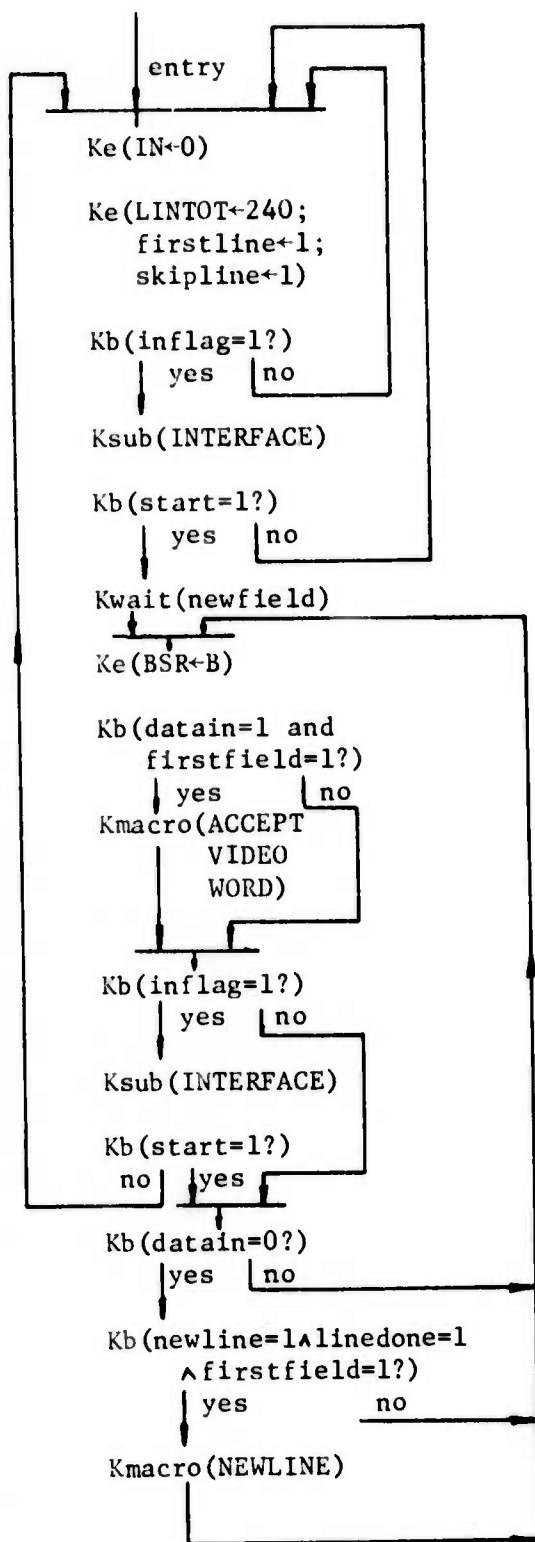 entry
Ke(IN←0)
Ke(LINTOT←240;
firstline←1;
skipline←1)
Kb(inflag=1?)
yes no
Ksub(INTERFACE)
Kb(start=1?)
yes no
Kwait(newfield)
Ke(BSR←B)
Kb(datain=1 and
firstfield=1?)
yes no
Kmacro(ACCEPT
VIDEO
WORD)
Kb(inflag=1?)
yes no
Ksub(INTERFACE)
Kb(start=1?)
no yes
Kb(datain=0?)
yes no
Kb(newline=1∧linedone=1
∧firstfield=1?)
yes no
Kmacro(NEWLINE)